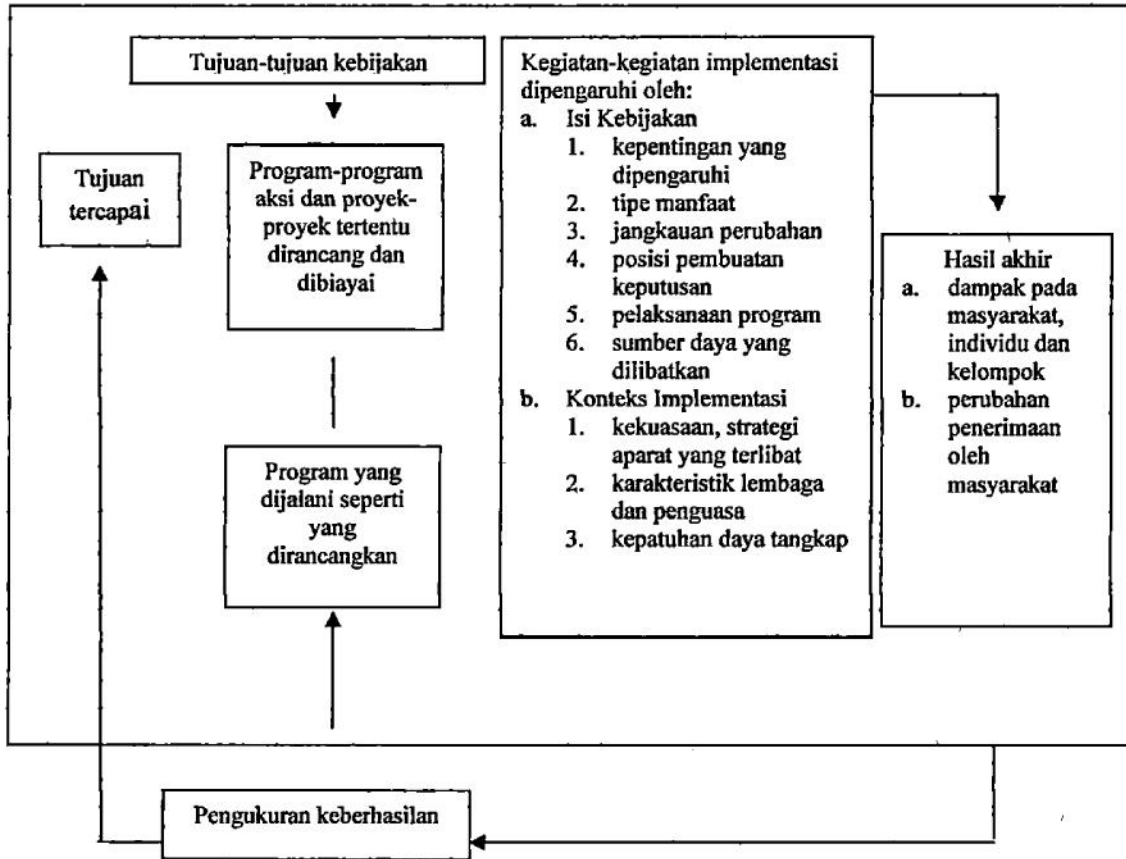 Tujuan-tujuan kebijakan
Tujuan
tercapai
Program-program
aksi dan proyek-
proyek tertentu
dirancang dan
dibiayai
Program yang
dijalani seperti
yang
dirancangkan
Kegiatan-kegiatan implementasi
dipengaruhi oleh:
a. Isi Kebijakan
1. kepentingan yang
dipengaruhi
2. tipe manfaat
3. jangkauan perubahan
4. posisi pembuatan
keputusan
5. pelaksanaan program
6. sumber daya yang
dilibatkan
b. Konteks Implementasi
1. kekuasaan, strategi
aparat yang terlibat
2. karakteristik lembaga
dan penguasa
3. kepatuhan daya tangkap
Hasil akhir
a. dampak pada
masyarakat,
individu dan
kelompok
b. perubahan
penerimaan
oleh
masyarakat
Pengukuran keberhasilan